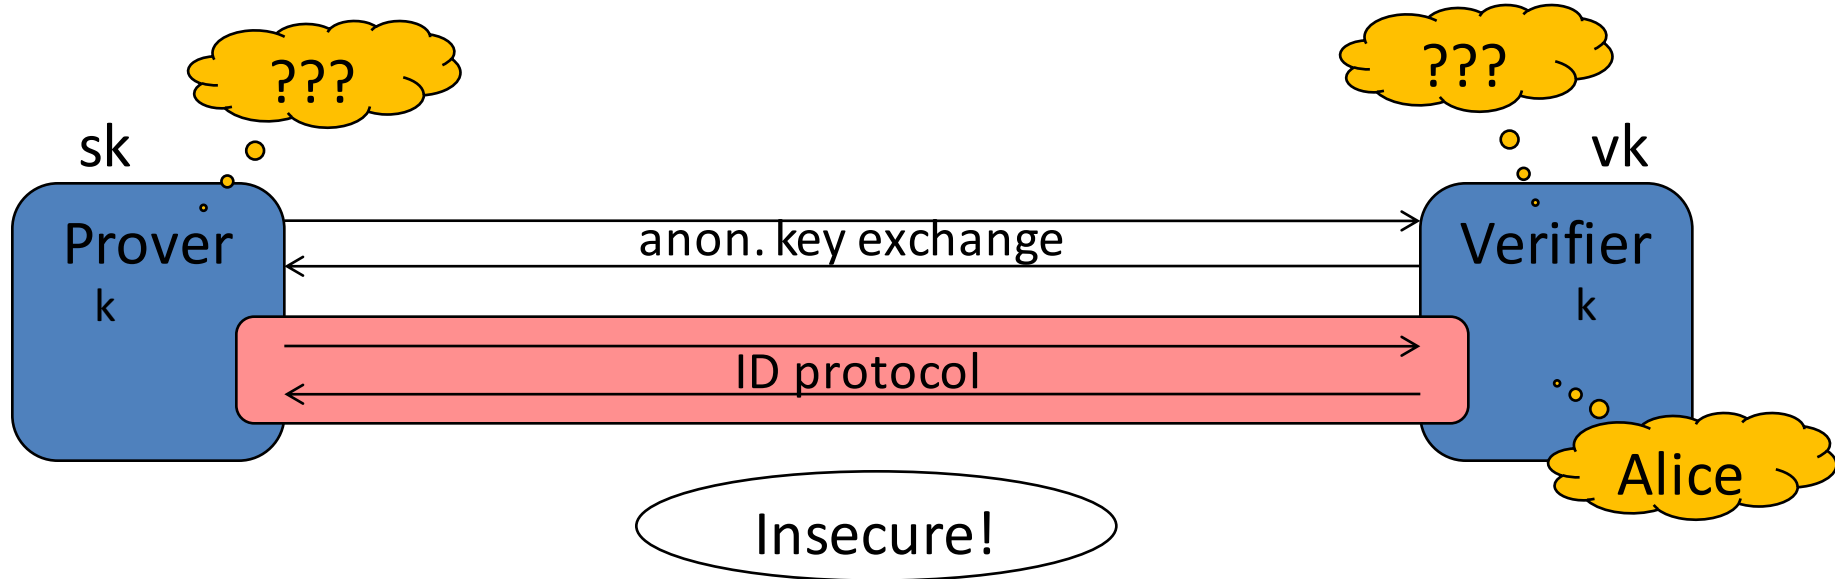 ???
???
sk
vk
Prover
anon. key exchange
Verifier
k
k
ID protocol
Alice
Insecure!